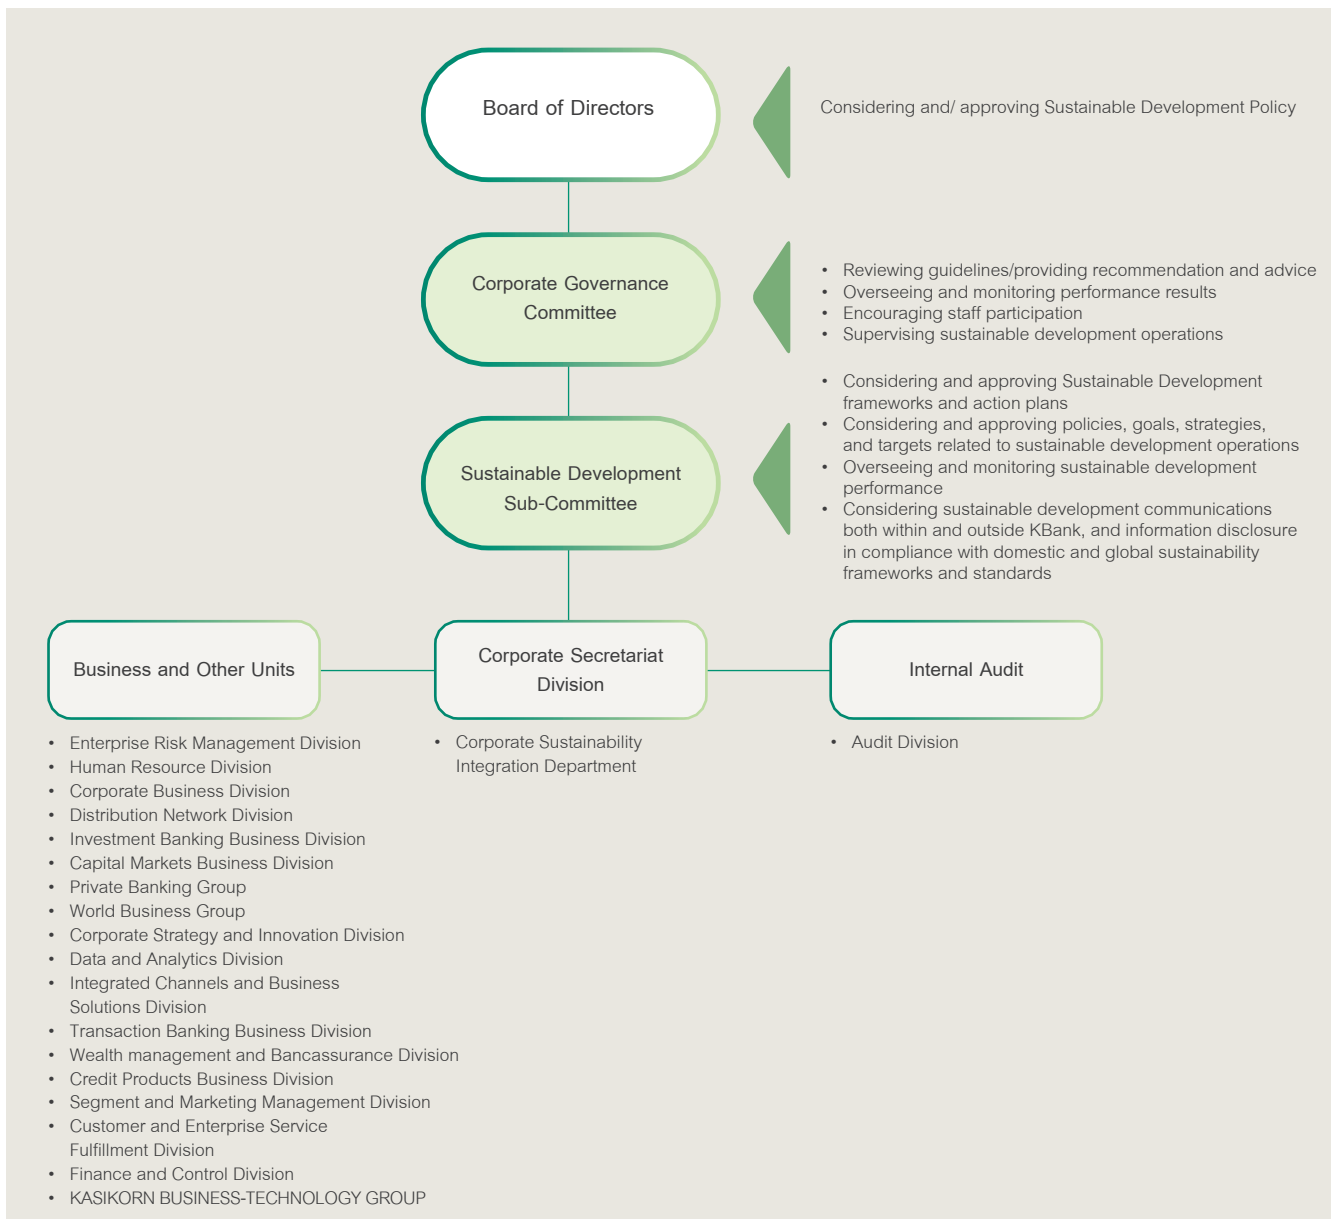 Board of Directors
Considering and/ approving Sustainable Development Policy
Corporate Governance
Committee
• Reviewing guidelines/providing recommendation and advice
• Overseeing and monitoring performance results
• Encouraging staff participation
• Supervising sustainable development operations
Sustainable Development
Sub-Committee
• Considering and approving Sustainable Development
frameworks and action plans
• Considering and approving policies, goals, strategies,
and targets related to sustainable development operations
• Overseeing and monitoring sustainable development
performance
• Considering sustainable development communications
both within and outside KBank, and information disclosure
in compliance with domestic and global sustainability
frameworks and standards
Business and Other Units
• Enterprise Risk Management Division
• Human Resource Division
• Corporate Business Division
• Distribution Network Division
• Investment Banking Business Division
• Capital Markets Business Division
• Private Banking Group
• World Business Group
• Corporate Strategy and Innovation Division
• Data and Analytics Division
• Integrated Channels and Business
Solutions Division
• Transaction Banking Business Division
• Wealth management and Bancassurance Division
• Credit Products Business Division
• Segment and Marketing Management Division
• Customer and Enterprise Service
Fulfillment Division
• Finance and Control Division
• KASIKORN BUSINESS-TECHNOLOGY GROUP
Corporate Secretariat
Division
• Corporate Sustainability
Integration Department
Internal Audit
• Audit Division